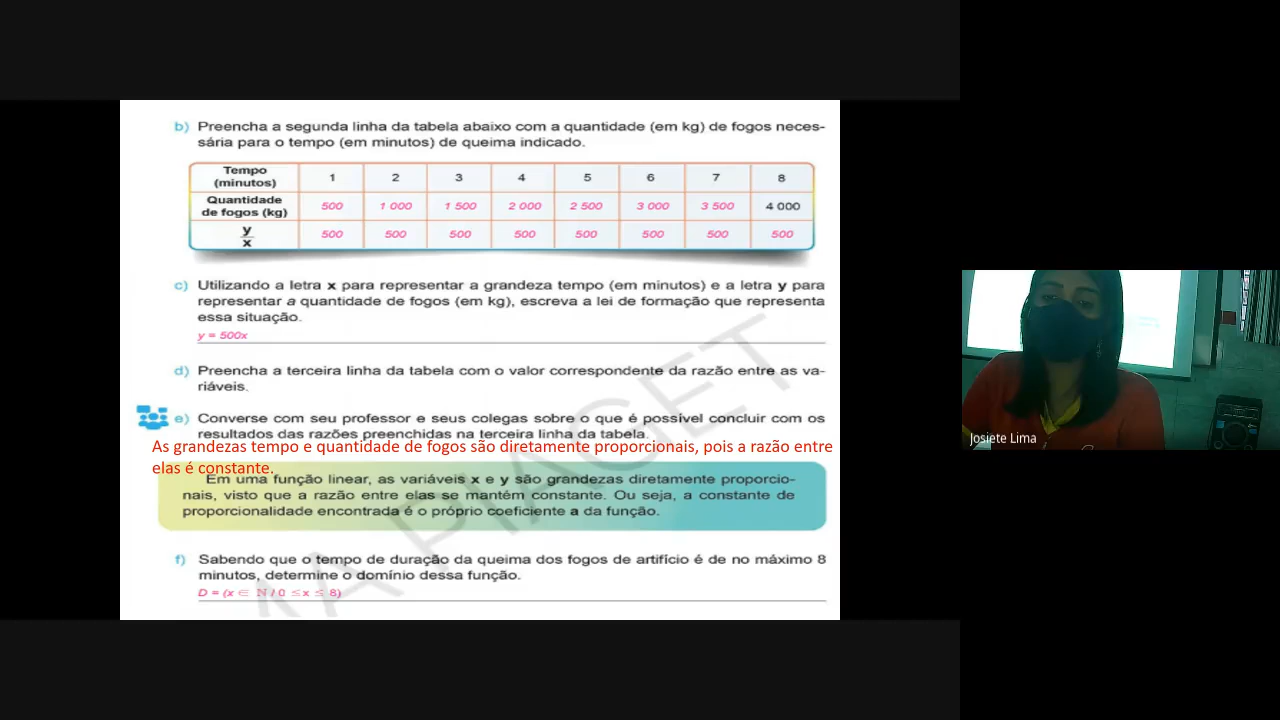 b) Preencha a segunda linha da tabela abaixo com a quantidade (em kg) de fogos neces-
sária para o tempo (em minutos) de queima indicado.
Tempo (minutos) 1 2 3 4 5 6 7 8
Quantidade de fogos (kg) 500 1 000 1 500 2 000 2 500 3 000 3 500 4 000
y/x 500 500 500 500 500 500 500 500
c) Utilizando a letra x para representar a grandeza tempo (em minutos) e a letra y para
representar a quantidade de fogos (em kg), escreva a lei de formação que representa
essa situação.
y = 500x
d) Preencha a terceira linha da tabela com o valor correspondente da razão entre as va-
riáveis.
e) Converse com seu professor e seus colegas sobre o que é possível concluir com os
resultados das razões preenchidas na terceira linha da tabela.
As grandezas tempo e quantidade de fogos são diretamente proporcionais, pois a razão entre
elas é constante.
Em uma função linear, as variáveis x e y são grandezas diretamente proporcio-
nais, visto que a razão entre elas se mantém constante. Ou seja, a constante de
proporcionalidade encontrada é o próprio coeficiente a da função.
f) Sabendo que o tempo de duração da queima dos fogos de artifício é de no máximo 8
minutos, determine o domínio dessa função.
D = (x ∈ ℕ / 0 ≤ x ≤ 8)
MA PIAGET
Josiete Lima